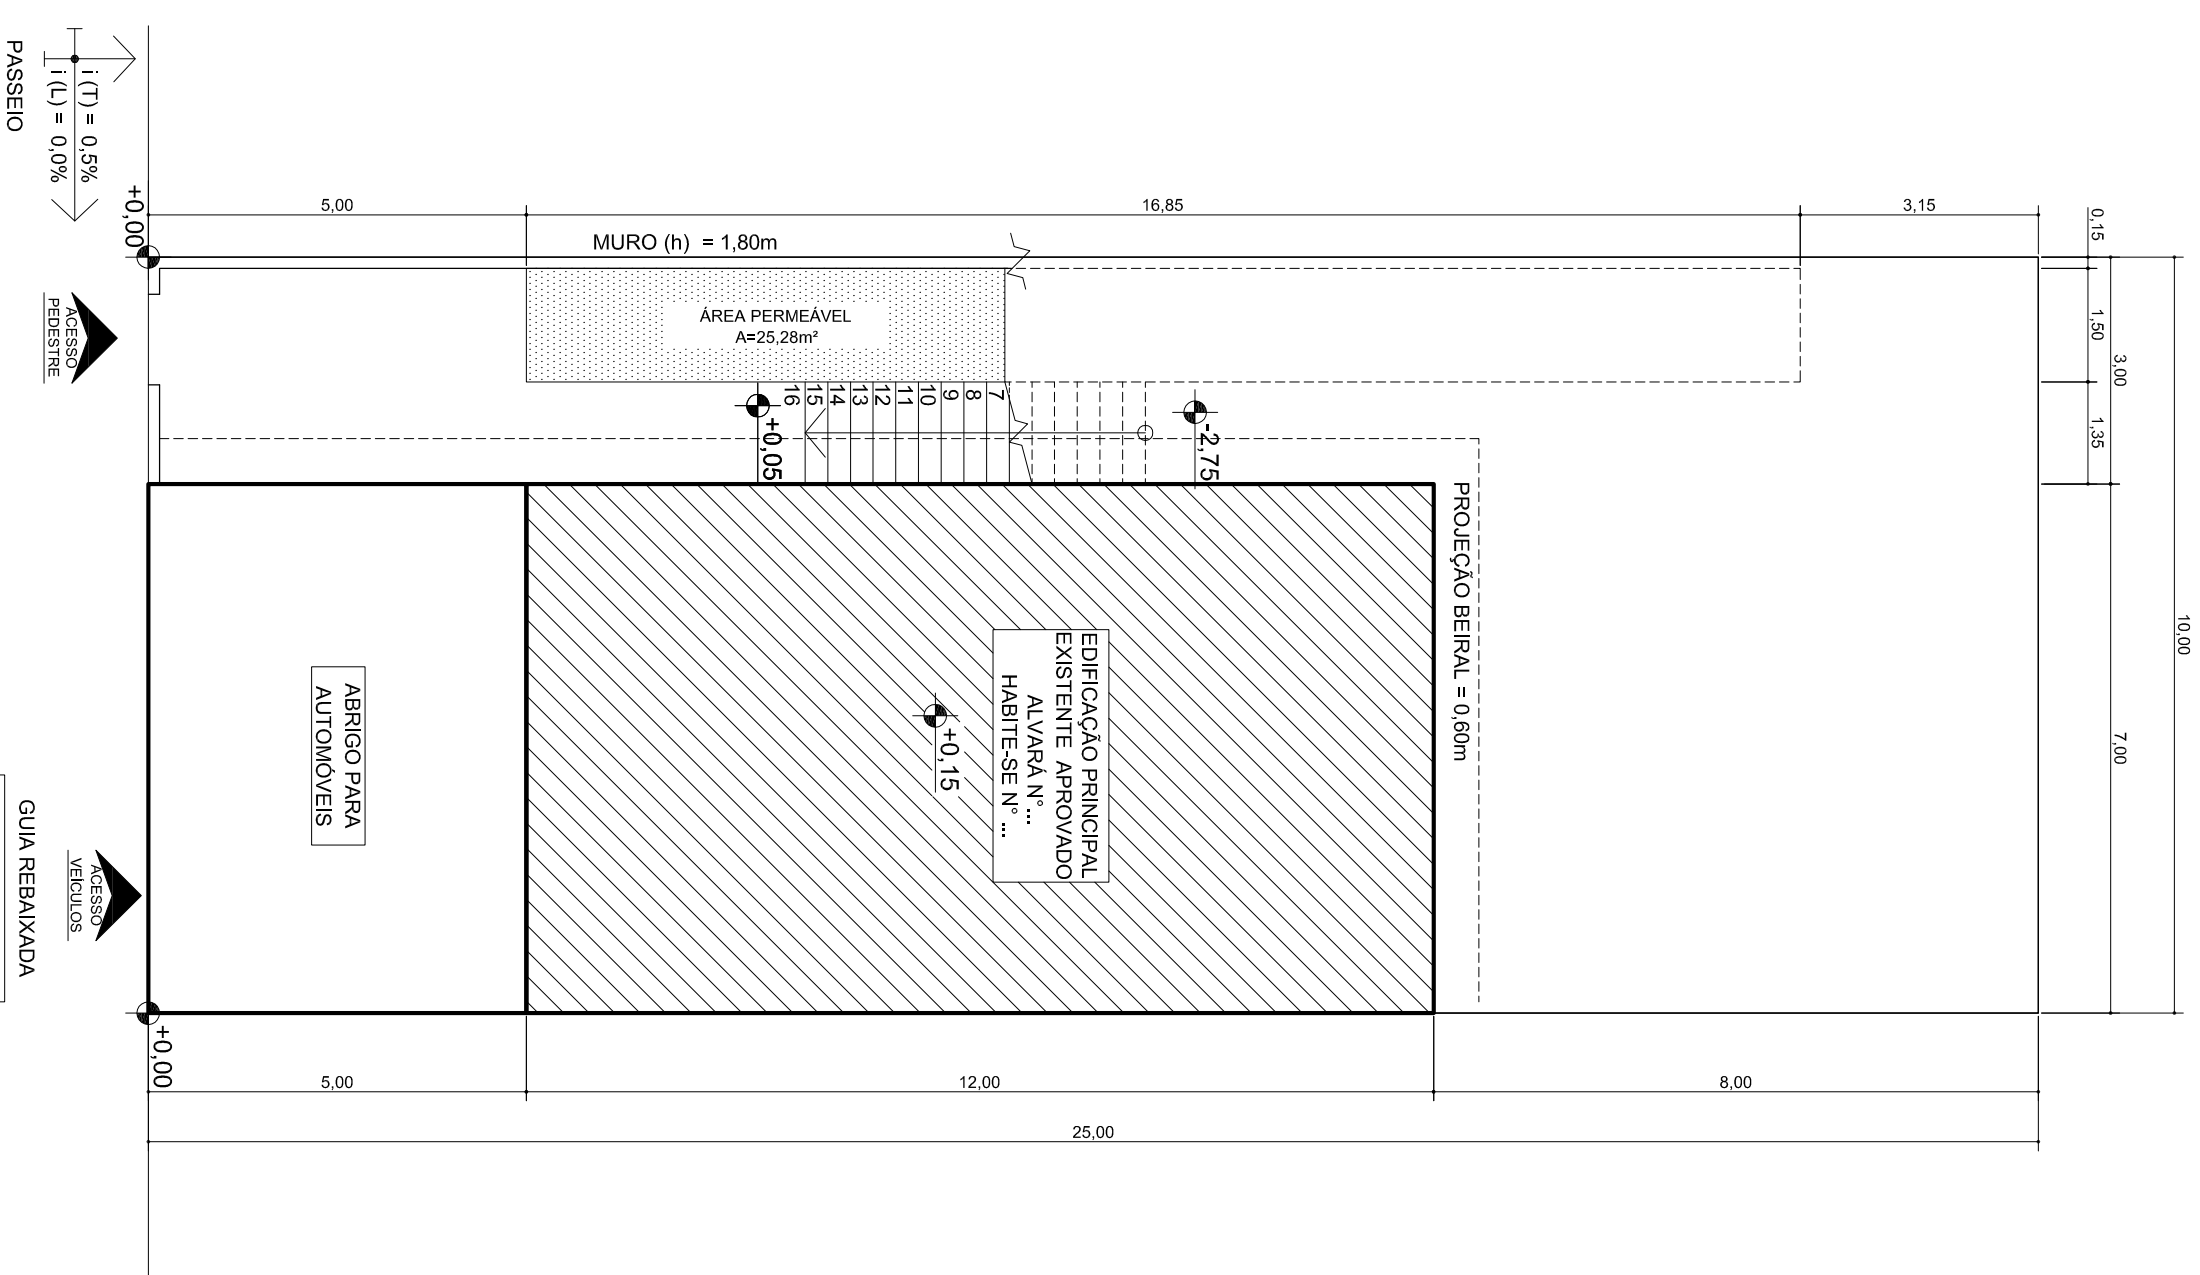 5,00
16,85
3,15
0,15
1,50
1,35
3,00
7,00
10,00
MURO (h)  = 1,80m
ÁREA PERMEÁVEL
A=25,28m²
i (T) = 0,5%
i (L) = 0,0%
PASSEIO
+0,00
ACESSO
PEDESTRE
16
15
14
13
12
11
10
9
8
7
+0,05
-2,75
PROJEÇÃO BEIRAL = 0,60m
EDIFICAÇÃO PRINCIPAL
EXISTENTE  APROVADO
ALVARÁ N° ...
HABITE-SE N° ...
+0,15
ABRIGO PARA
AUTOMÓVEIS
ACESSO
VEÍCULOS
GUIA REBAIXADA
+0,00
5,00
12,00
8,00
25,00